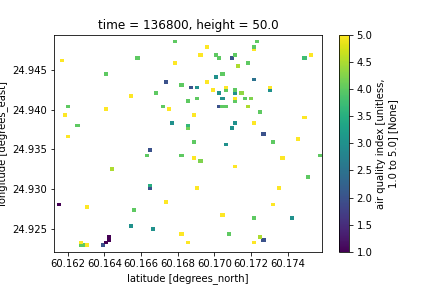 time = 136800, height = 50.0
24.945
24.940
24.935
24.930
24.925
longitude [degrees_east]
60.162 60.164 60.166 60.168 60.170 60.172 60.174
latitude [degrees_north]
5.0
4.5
4.0
3.5
3.0
2.5
2.0
1.5
1.0
air quality index [unitless,
1.0 to 5.0] [None]